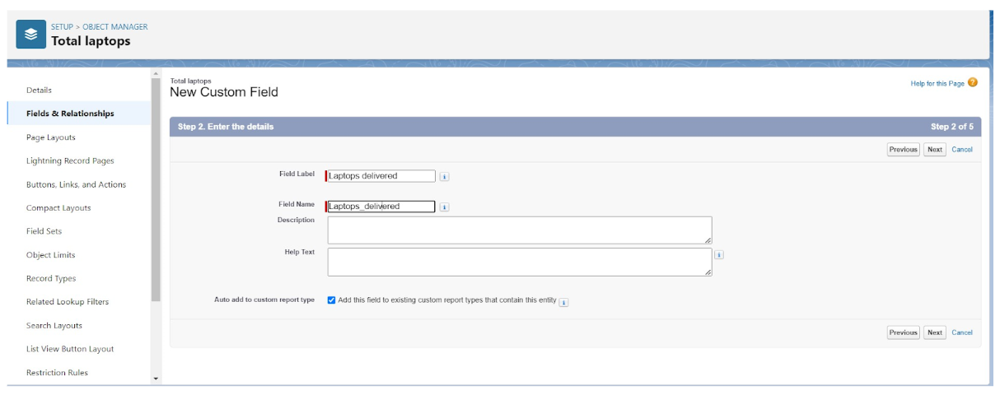 SETUP > OBJECT MANAGER
Total laptops
Details
Fields & Relationships
Page Layouts
Lightning Record Pages
Buttons, Links, and Actions
Compact Layouts
Field Sets
Object Limits
Record Types
Related Lookup Filters
Search Layouts
List View Button Layout
Restriction Rules
Total laptops
New Custom Field
Help for this Page ?
Step 2. Enter the details Step 2 of 5
Previous Next Cancel
Field Label Laptops delivered i
Field Name Laptops_delivered i
Description
Help Text i
Auto add to custom report type Add this field to existing custom report types that contain this entity i
Previous Next Cancel